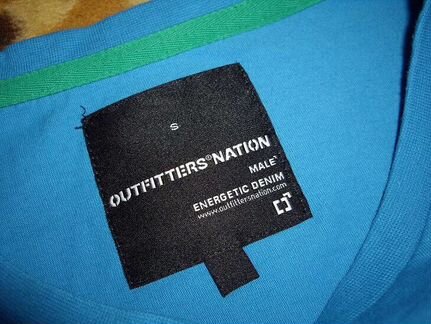 S
OUTFITTERS®NATION
MALE"
ENERGETIC DENIM
www.outfittersnation.com